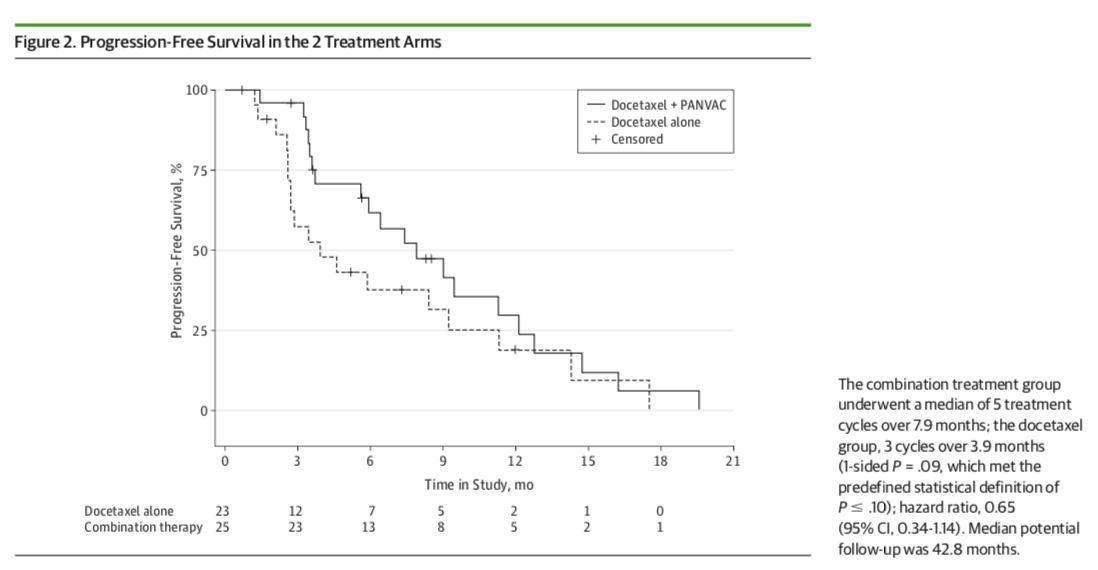 Figure 2. Progression-Free Survival in the 2 Treatment Arms
100
75
50
25
0
Progression-Free Survival, %
Docetaxel + PANVAC
Docetaxel alone
Censored
0 3 6 9 12 15 18 21
Time in Study, mo
Docetaxel alone 23 12 7 5 2 1 0
Combination therapy 25 23 13 8 5 2 1
The combination treatment group
underwent a median of 5 treatment
cycles over 7.9 months; the docetaxel
group, 3 cycles over 3.9 months
(1-sided P = .09, which met the
predefined statistical definition of
P ≤ .10); hazard ratio, 0.65
(95% CI, 0.34-1.14). Median potential
follow-up was 42.8 months.